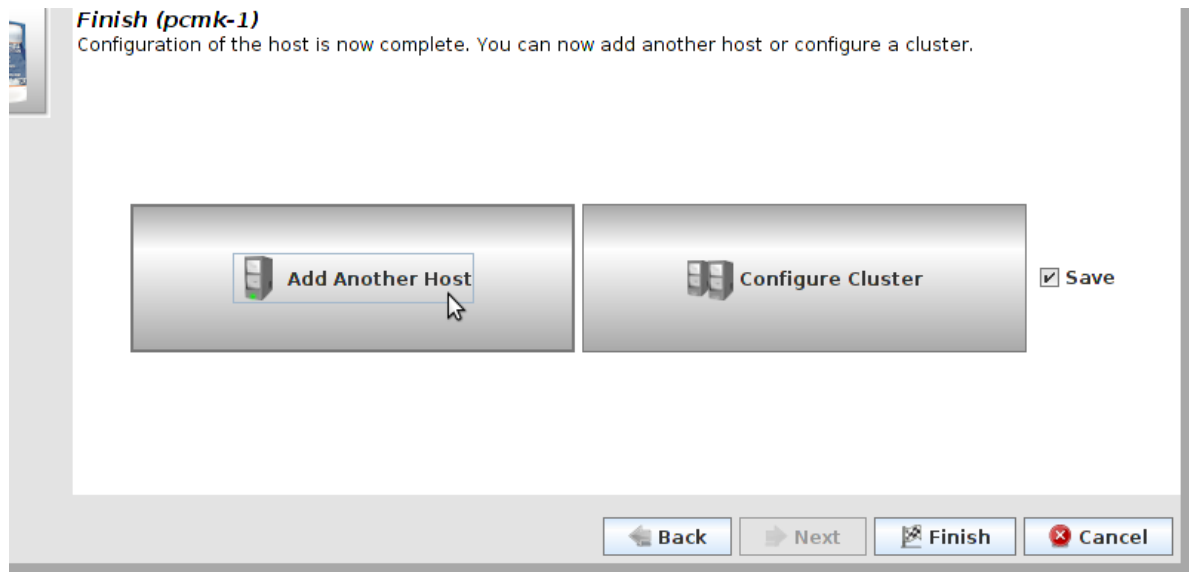 Finish (pcmk-1)
Configuration of the host is now complete. You can now add another host or configure a cluster.
Add Another Host
Configure Cluster
Save
Back
Next
Finish
Cancel